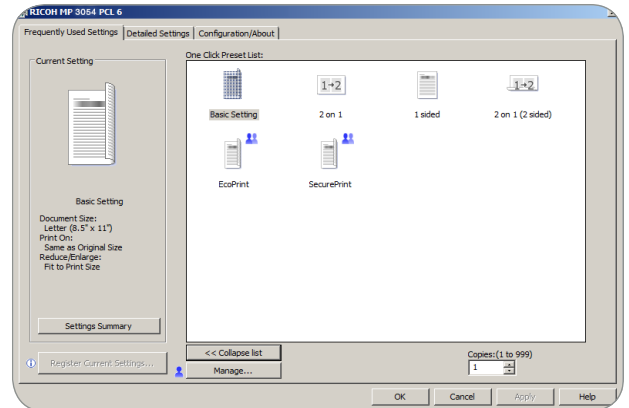 RICOH MP 3054 PCL 6
Frequently Used Settings Detailed Settings Configuration/About
Current Setting
One Click Preset List:
1→2
1→2
Basic Setting 2 on 1 1 sided 2 on 1 (2 sided)
EcoPrint SecurePrint
Basic Setting
Document Size:
Letter (8.5" x 11")
Print On:
Same as Original Size
Reduce/Enlarge:
Fit to Print Size
Settings Summary
Register Current Settings...
<< Collapse list
Manage...
Copies:(1 to 999)
1
OK Cancel Apply Help